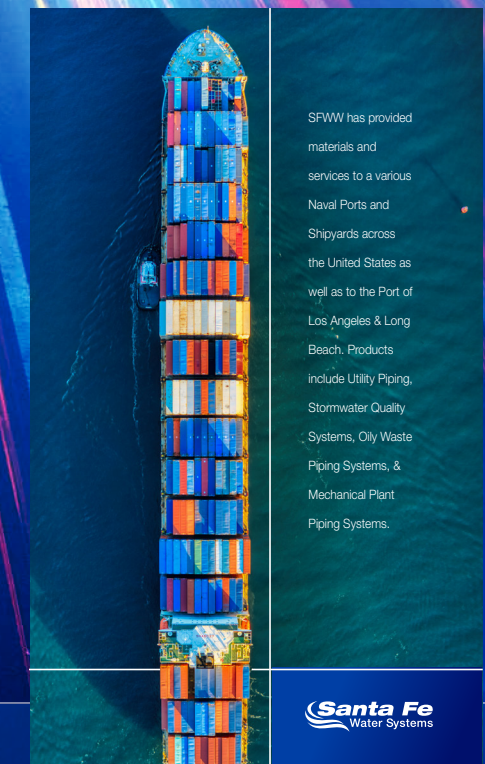 SFWW has provided
materials and
services to a various
Naval Ports and
Shipyards across
the United States as
well as to the Port of
Los Angeles & Long
Beach. Products
include Utility Piping,
Stormwater Quality
Systems, Oily Waste
Piping Systems, &
Mechanical Plant
Piping Systems.
Santa Fe
Water Systems